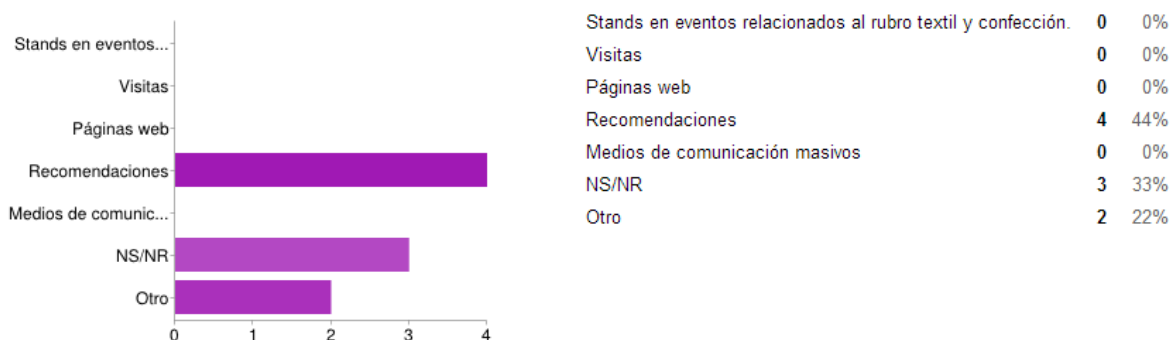 Stands en eventos...
Visitas
Páginas web
Recomendaciones
Medios de comunic...
NS/NR
Otro
0 1 2 3 4
Stands en eventos relacionados al rubro textil y confección. 0 0%
Visitas 0 0%
Páginas web 0 0%
Recomendaciones 4 44%
Medios de comunicación masivos 0 0%
NS/NR 3 33%
Otro 2 22%